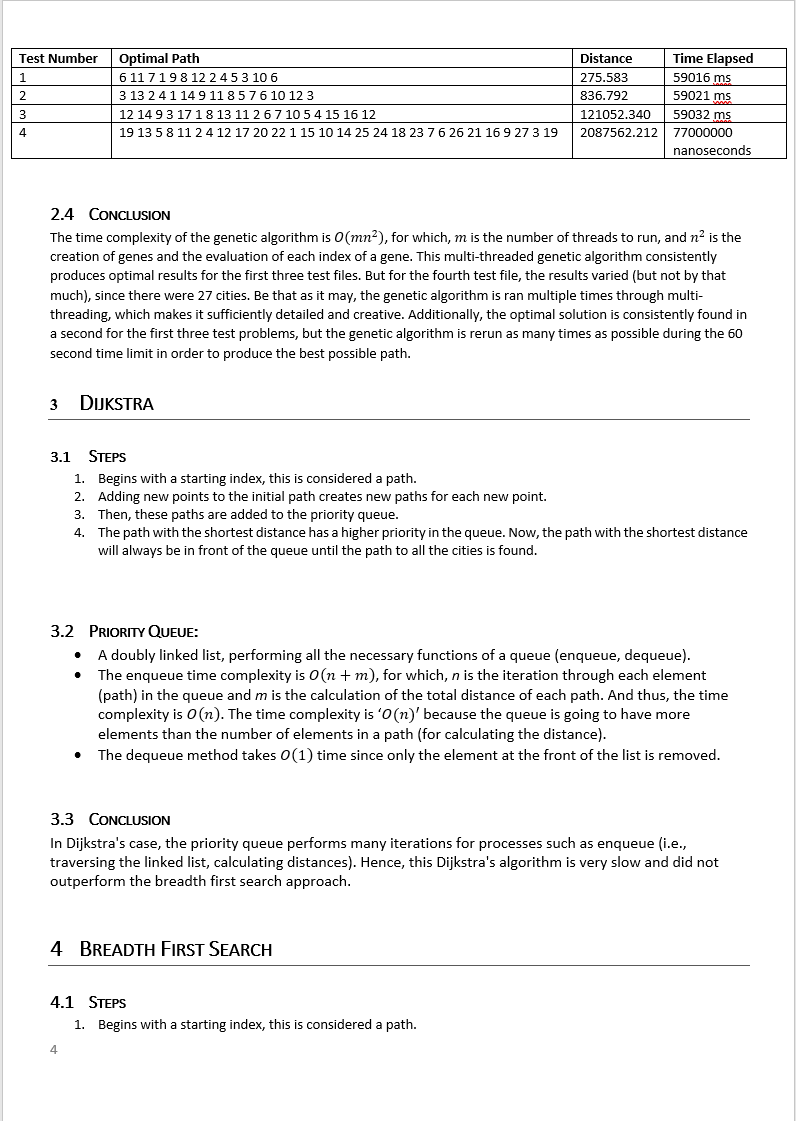 Test Number Optimal Path Distance Time Elapsed
1 6 11 7 1 9 8 12 2 4 5 3 10 6 275.583 59016 ms
2 3 13 2 4 1 14 9 11 8 5 7 6 10 12 3 836.792 59021 ms
3 12 14 9 3 17 1 8 13 11 2 6 7 10 5 4 15 16 12 121052.340 59032 ms
4 19 13 5 8 11 2 4 12 17 20 22 1 15 10 14 25 24 18 23 7 6 26 21 16 9 27 3 19 2087562.212 77000000
nanoseconds
2.4 CONCLUSION
The time complexity of the genetic algorithm is O(mn²), for which, m is the number of threads to run, and n² is the
creation of genes and the evaluation of each index of a gene. This multi-threaded genetic algorithm consistently
produces optimal results for the first three test files. But for the fourth test file, the results varied (but not by that
much), since there were 27 cities. Be that as it may, the genetic algorithm is ran multiple times through multi-
threading, which makes it sufficiently detailed and creative. Additionally, the optimal solution is consistently found in
a second for the first three test problems, but the genetic algorithm is rerun as many times as possible during the 60
second time limit in order to produce the best possible path.
3 DIJKSTRA
3.1 STEPS
1. Begins with a starting index, this is considered a path.
2. Adding new points to the initial path creates new paths for each new point.
3. Then, these paths are added to the priority queue.
4. The path with the shortest distance has a higher priority in the queue. Now, the path with the shortest distance
will always be in front of the queue until the path to all the cities is found.
3.2 PRIORITY QUEUE:
• A doubly linked list, performing all the necessary functions of a queue (enqueue, dequeue).
• The enqueue time complexity is O(n + m), for which, n is the iteration through each element
(path) in the queue and m is the calculation of the total distance of each path. And thus, the time
complexity is O(n). The time complexity is ‘O(n)’ because the queue is going to have more
elements than the number of elements in a path (for calculating the distance).
• The dequeue method takes O(1) time since only the element at the front of the list is removed.
3.3 CONCLUSION
In Dijkstra's case, the priority queue performs many iterations for processes such as enqueue (i.e.,
traversing the linked list, calculating distances). Hence, this Dijkstra's algorithm is very slow and did not
outperform the breadth first search approach.
4 BREADTH FIRST SEARCH
4.1 STEPS
1. Begins with a starting index, this is considered a path.
4